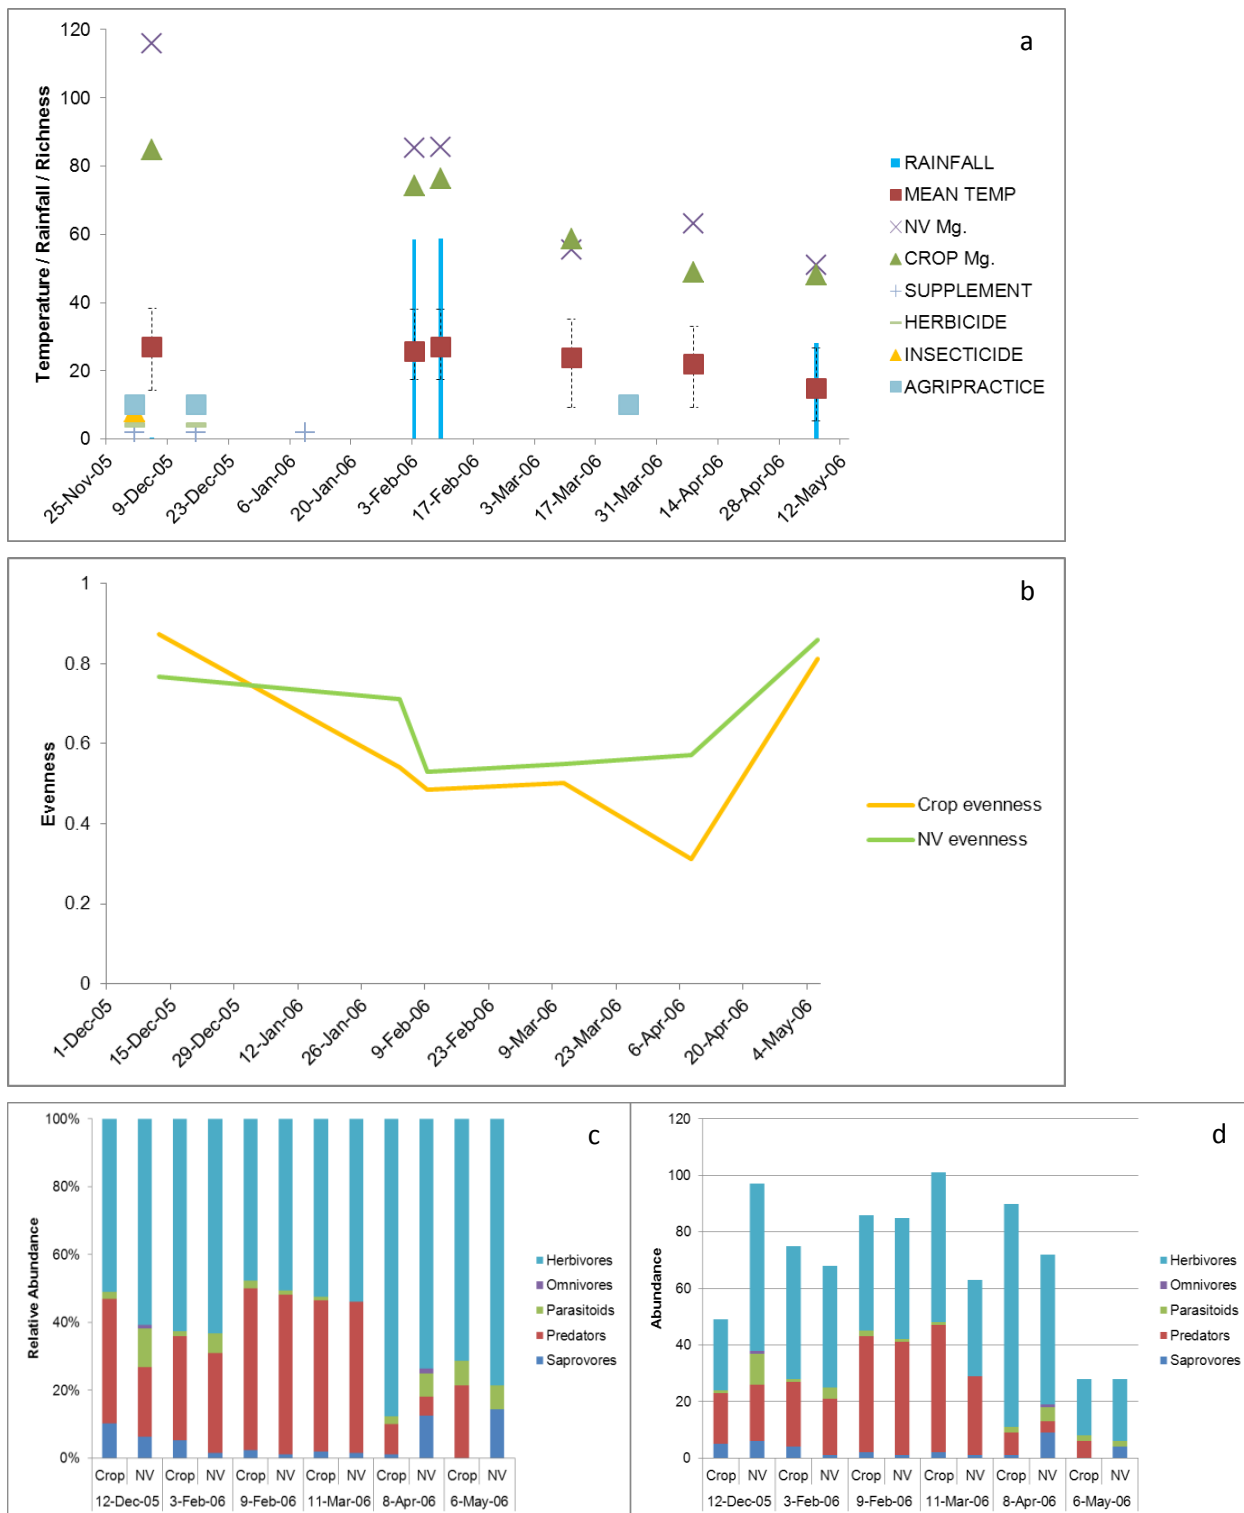 a
120
100
80
60
40
20
0
Temperature / Rainfall / Richness
25-Nov-05 9-Dec-05 23-Dec-05 6-Jan-06 20-Jan-06 3-Feb-06 17-Feb-06 3-Mar-06 17-Mar-06 31-Mar-06 14-Apr-06 28-Apr-06 12-May-06
RAINFALL
MEAN TEMP
NV Mg.
CROP Mg.
SUPPLEMENT
HERBICIDE
INSECTICIDE
AGRIPRACTICE
b
1
0.8
0.6
0.4
0.2
0
Evenness
1-Dec-05 15-Dec-05 29-Dec-05 12-Jan-06 26-Jan-06 9-Feb-06 23-Feb-06 9-Mar-06 23-Mar-06 6-Apr-06 20-Apr-06 4-May-06
Crop evenness
NV evenness
c
100%
80%
60%
40%
20%
0%
Relative Abundance
Crop NV Crop NV Crop NV Crop NV Crop NV Crop NV
12-Dec-05 3-Feb-06 9-Feb-06 11-Mar-06 8-Apr-06 6-May-06
Herbivores
Omnivores
Parasitoids
Predators
Saprovores
d
120
100
80
60
40
20
0
Abundance
Crop NV Crop NV Crop NV Crop NV Crop NV Crop NV
12-Dec-05 3-Feb-06 9-Feb-06 11-Mar-06 8-Apr-06 6-May-06
Herbivores
Omnivores
Parasitoids
Predators
Saprovores